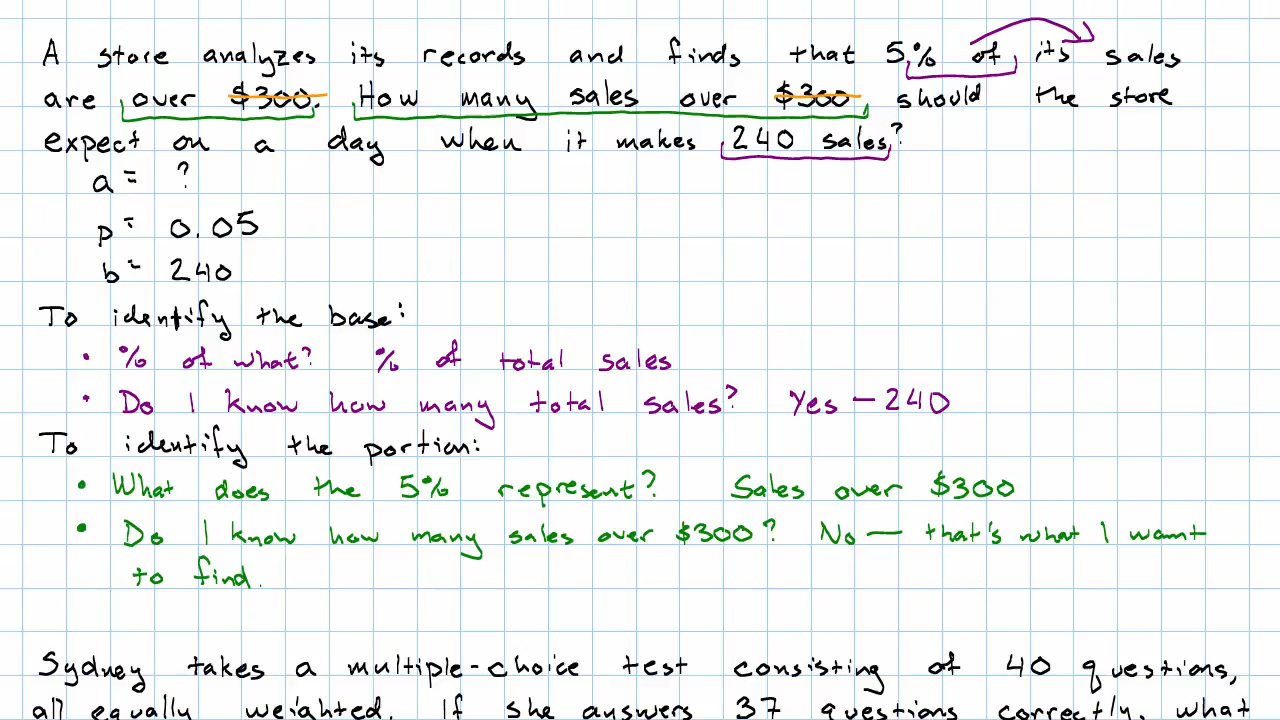 A store analyzes its records and finds that 5% of its sales
are over $300. How many sales over $300 should the store
expect on a day when it makes 240 sales?
a = ?
p = 0.05
b = 240
To identify the base:
• % of what? % of total sales
• Do I know how many total sales? Yes – 240
To identify the portion:
• What does the 5% represent? Sales over $300
• Do I know how many sales over $300? No — that's what I want
to find.
Sydney takes a multiple-choice test consisting of 40 questions,
all equally weighted. If she answers 37 questions correctly, what